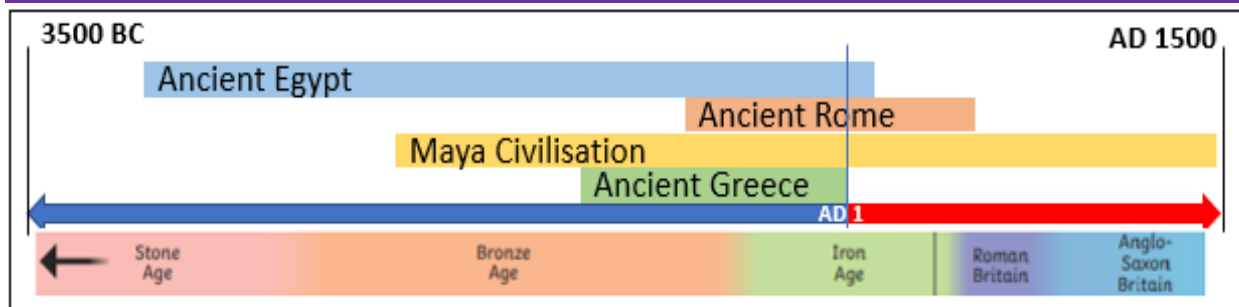 3500 BC
AD 1500
Ancient Egypt
Ancient Rome
Maya Civilisation
Ancient Greece
AD 1
Stone
Age
Bronze
Age
Iron
Age
Roman
Britain
Anglo-
Saxon
Britain